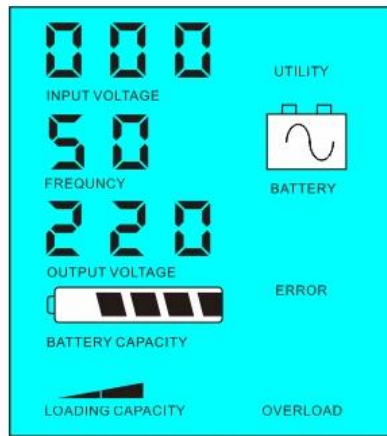 000
UTILITY
INPUT VOLTAGE
50
FREQUNCY
BATTERY
220
OUTPUT VOLTAGE
ERROR
BATTERY CAPACITY
LOADING CAPACITY
OVERLOAD